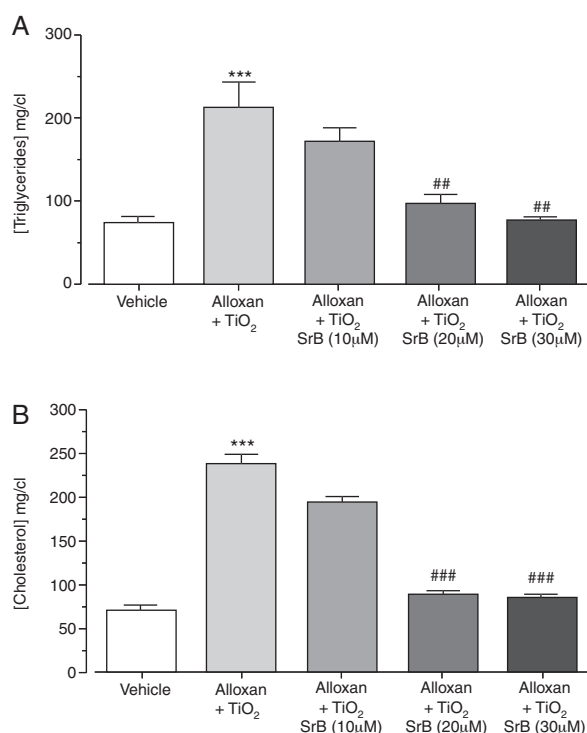 A
[Triglycerides] mg/cl
300
200
100
0
***
##
##
Vehicle
Alloxan
+ TiO₂
Alloxan
+ TiO₂
SrB (10μM)
Alloxan
+ TiO₂
SrB (20μM)
Alloxan
+ TiO₂
SrB (30μM)
B
[Cholesterol] mg/cl
300
250
200
150
100
50
0
***
###
###
Vehicle
Alloxan
+ TiO₂
Alloxan
+ TiO₂
SrB (10μM)
Alloxan
+ TiO₂
SrB (20μM)
Alloxan
+ TiO₂
SrB (30μM)